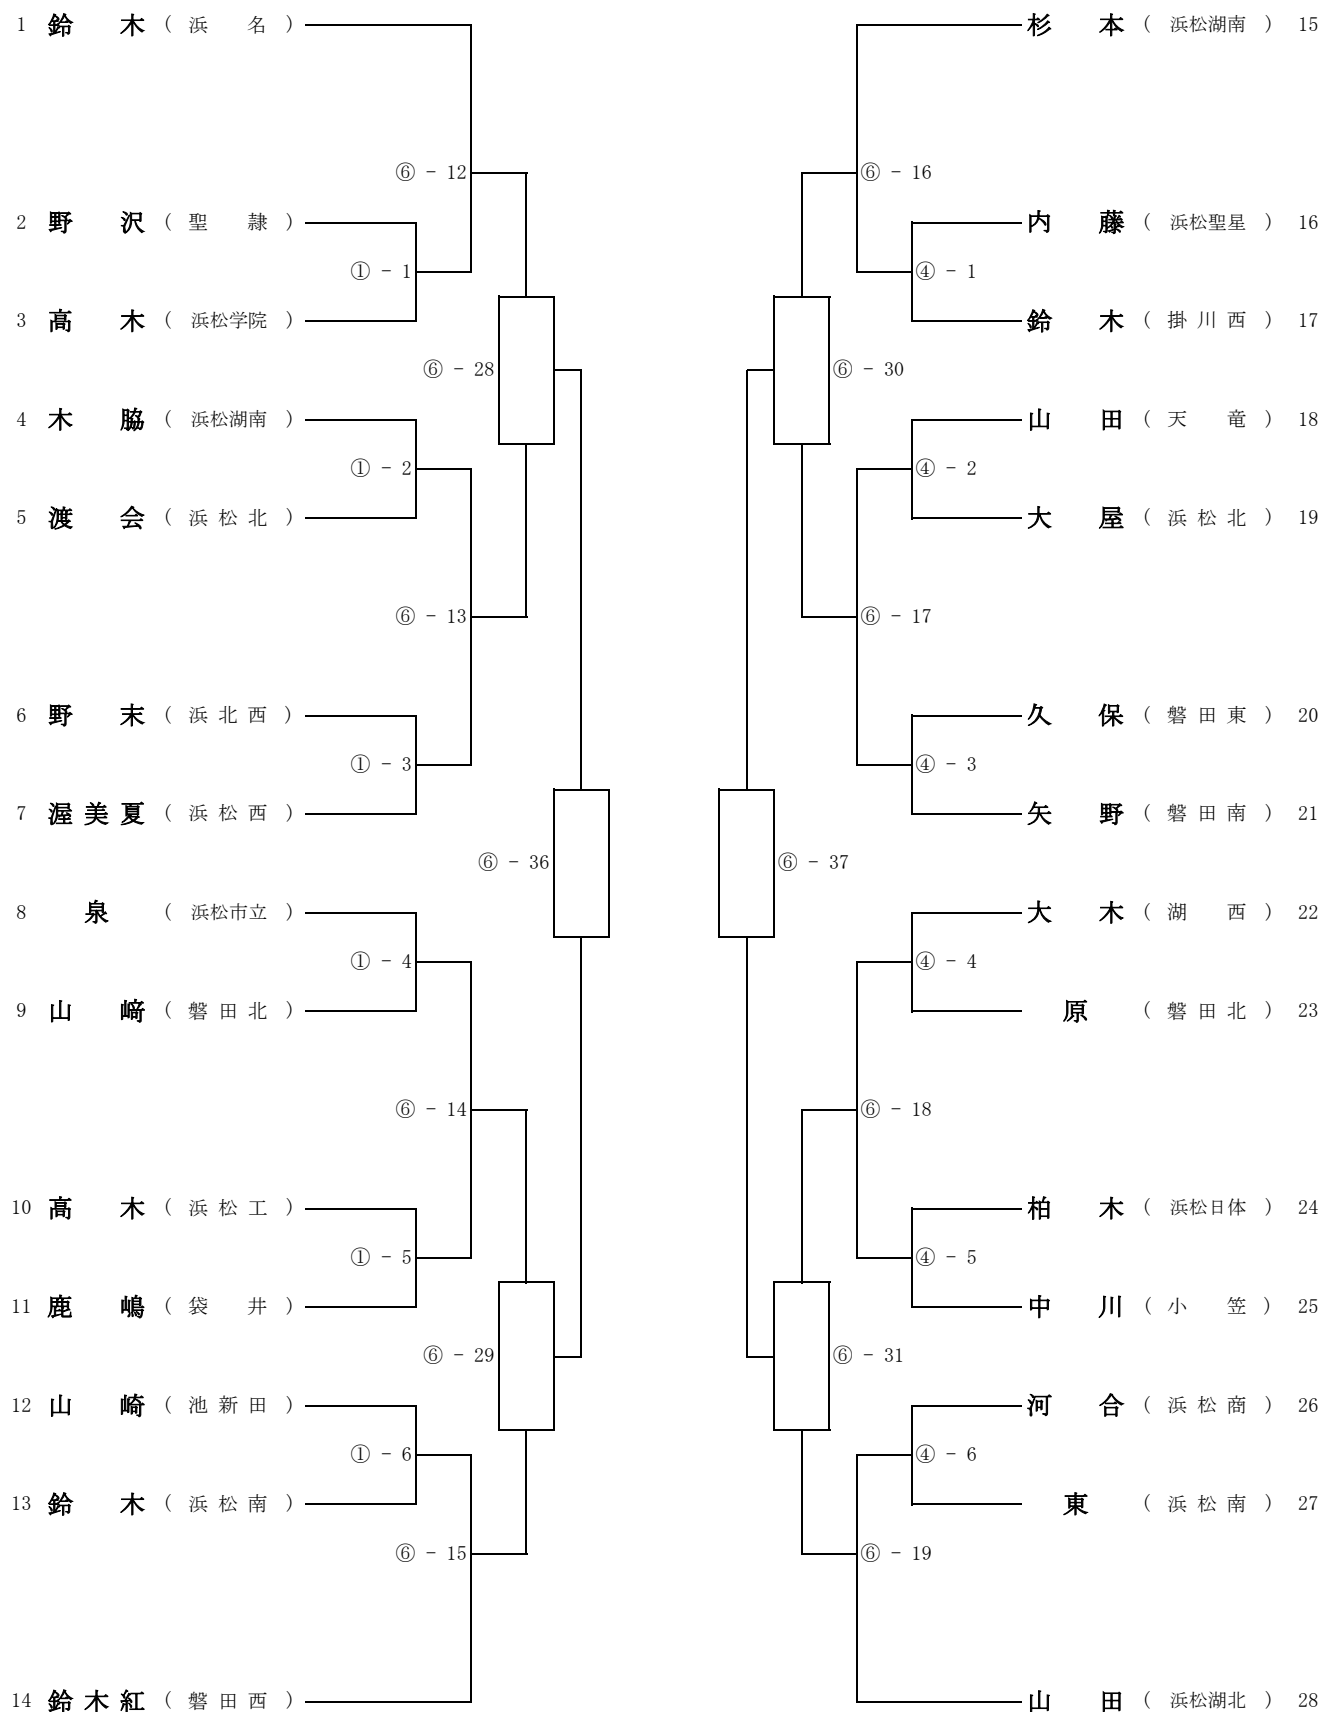 1 鈴木 ( 浜名 )
⑥ - 12
2 野沢 ( 聖隷 )
① - 1
3 高木 ( 浜松学院 )
⑥ - 28
4 木脇 ( 浜松湖南 )
① - 2
5 渡会 ( 浜松北 )
⑥ - 13
6 野末 ( 浜北西 )
① - 3
7 渥美夏 ( 浜松西 )
⑥ - 36
8 泉 ( 浜松市立 )
① - 4
9 山﨑 ( 磐田北 )
⑥ - 14
10 高木 ( 浜松工 )
① - 5
11 鹿嶋 ( 袋井 )
⑥ - 29
12 山崎 ( 池新田 )
① - 6
13 鈴木 ( 浜松南 )
⑥ - 15
14 鈴木紅 ( 磐田西 )
杉本 ( 浜松湖南 ) 15
⑥ - 16
内藤 ( 浜松聖星 ) 16
④ - 1
鈴木 ( 掛川西 ) 17
⑥ - 30
山田 ( 天竜 ) 18
④ - 2
大屋 ( 浜松北 ) 19
⑥ - 17
久保 ( 磐田東 ) 20
④ - 3
矢野 ( 磐田南 ) 21
⑥ - 37
大木 ( 湖西 ) 22
④ - 4
原 ( 磐田北 ) 23
⑥ - 18
柏木 ( 浜松日体 ) 24
④ - 5
中川 ( 小笠 ) 25
⑥ - 31
河合 ( 浜松商 ) 26
④ - 6
東 ( 浜松南 ) 27
⑥ - 19
山田 ( 浜松湖北 ) 28